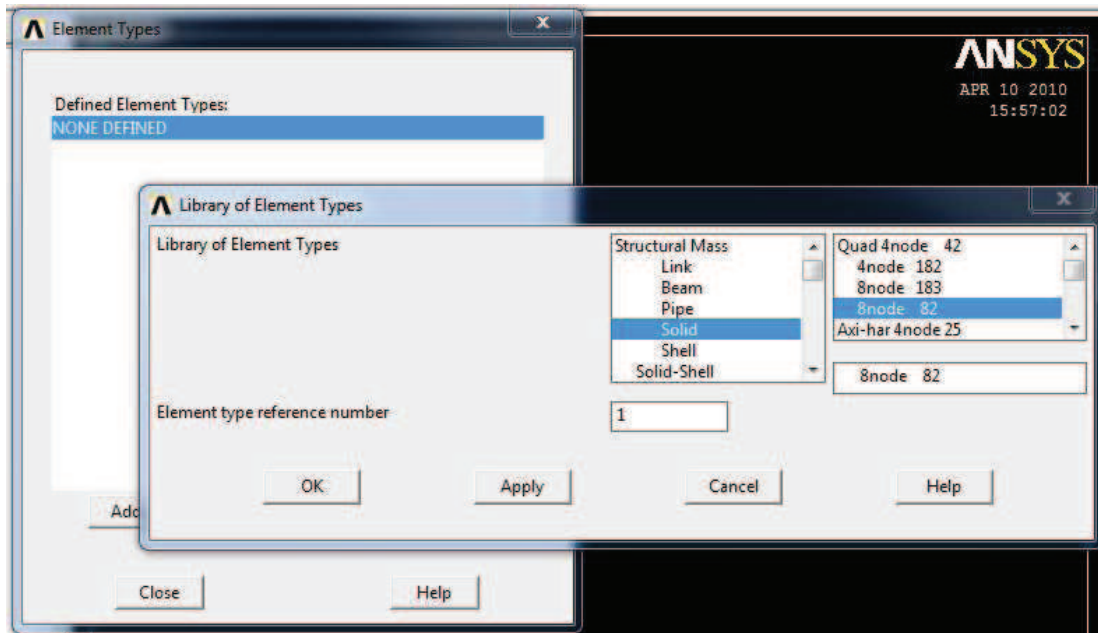 Element Types
X
ANSYS
APR 10 2010
15:57:02
Defined Element Types:
NONE DEFINED
Library of Element Types
X
Library of Element Types
Structural Mass
Link
Beam
Pipe
Solid
Shell
Solid-Shell
Quad 4node 42
4node 182
8node 183
8node 82
Axi-har 4node 25
8node 82
Element type reference number
1
OK
Apply
Cancel
Help
Add
Close
Help